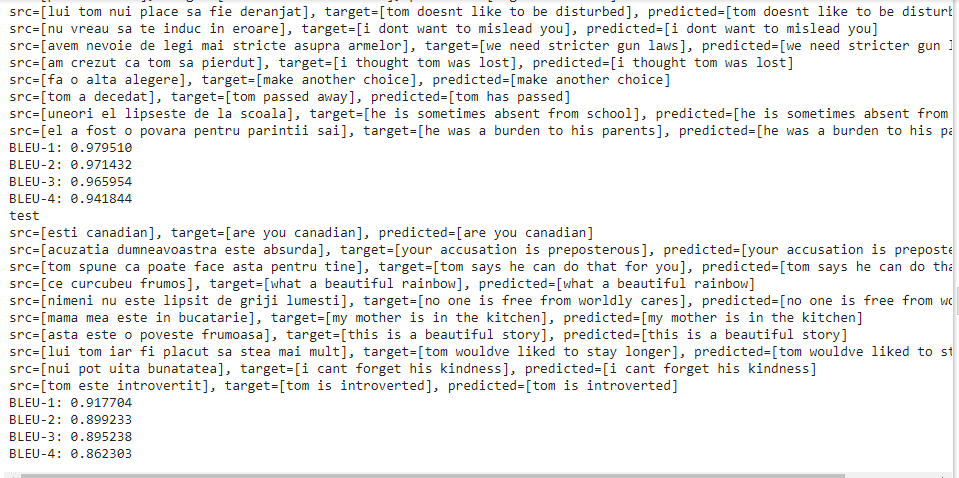 src=[lui tom nui place sa fie deranjat], target=[tom doesnt like to be disturbed], predicted=[tom doesnt like to be disturb
src=[nu vreau sa te induc in eroare], target=[i dont want to mislead you], predicted=[i dont want to mislead you]
src=[avem nevoie de legi mai stricte asupra armelor], target=[we need stricter gun laws], predicted=[we need stricter gun l
src=[am crezut ca tom sa pierdut], target=[i thought tom was lost], predicted=[i thought tom was lost]
src=[fa o alta alegere], target=[make another choice], predicted=[make another choice]
src=[tom a decedat], target=[tom passed away], predicted=[tom has passed]
src=[uneori el lipseste de la scoala], target=[he is sometimes absent from school], predicted=[he is sometimes absent from
src=[el a fost o povara pentru parintii sai], target=[he was a burden to his parents], predicted=[he was a burden to his pa
BLEU-1: 0.979510
BLEU-2: 0.971432
BLEU-3: 0.965954
BLEU-4: 0.941844
test
src=[esti canadian], target=[are you canadian], predicted=[are you canadian]
src=[acuzatia dumneavoastra este absurda], target=[your accusation is preposterous], predicted=[your accusation is preposte
src=[tom spune ca poate face asta pentru tine], target=[tom says he can do that for you], predicted=[tom says he can do tha
src=[ce curcubeu frumos], target=[what a beautiful rainbow], predicted=[what a beautiful rainbow]
src=[nimeni nu este lipsit de griji lumesti], target=[no one is free from worldly cares], predicted=[no one is free from wo
src=[mama mea este in bucatarie], target=[my mother is in the kitchen], predicted=[my mother is in the kitchen]
src=[asta este o poveste frumoasa], target=[this is a beautiful story], predicted=[this is a beautiful story]
src=[lui tom iar fi placut sa stea mai mult], target=[tom wouldve liked to stay longer], predicted=[tom wouldve liked to st
src=[nui pot uita bunatatea], target=[i cant forget his kindness], predicted=[i cant forget his kindness]
src=[tom este introvertit], target=[tom is introverted], predicted=[tom is introverted]
BLEU-1: 0.917704
BLEU-2: 0.899233
BLEU-3: 0.895238
BLEU-4: 0.862303